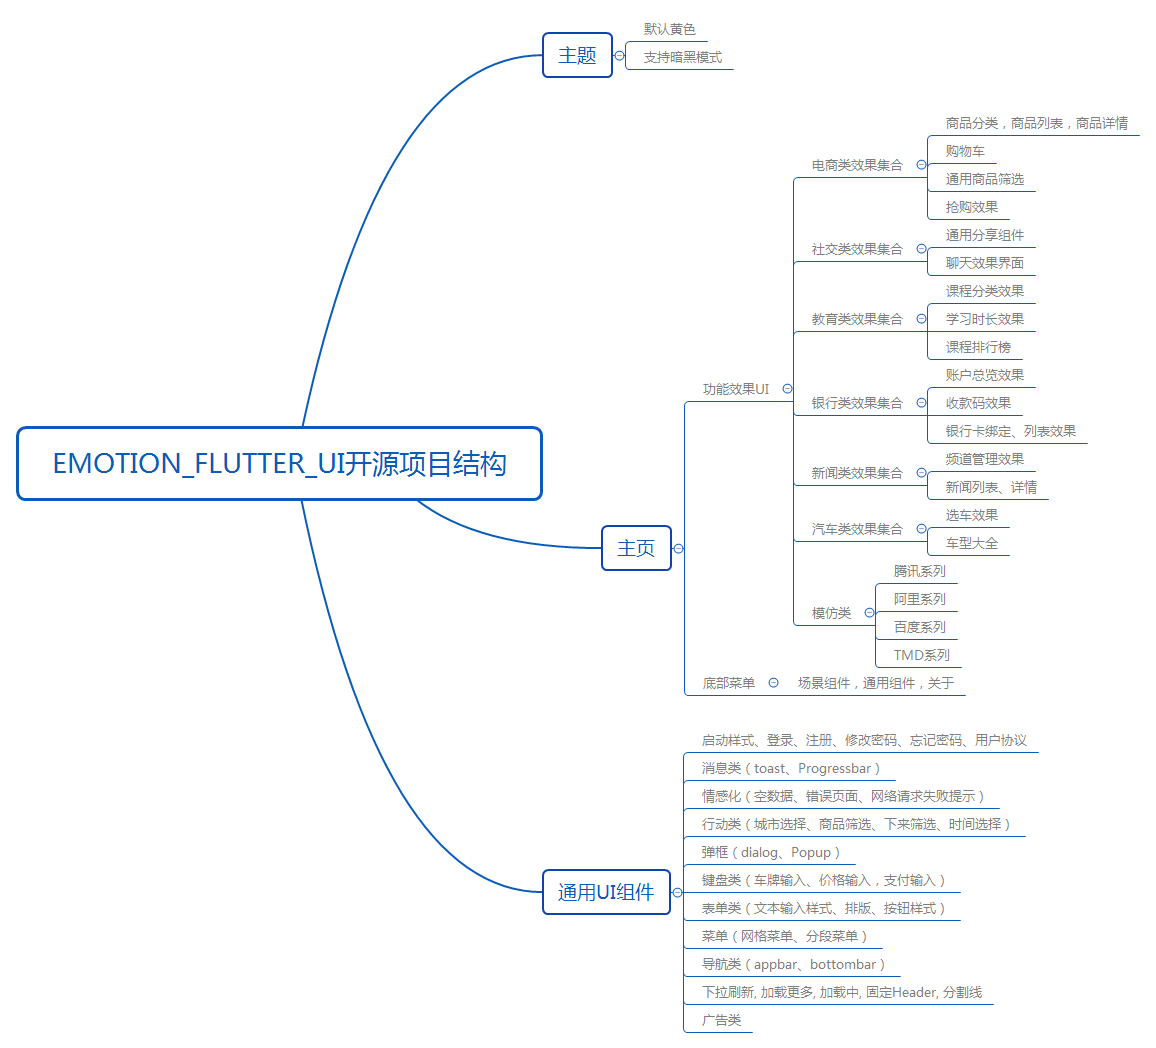 EMOTION_FLUTTER_UI开源项目结构
主题
默认黄色
支持暗黑模式
主页
功能效果UI
电商类效果集合
商品分类，商品列表，商品详情
购物车
通用商品筛选
抢购效果
社交类效果集合
通用分享组件
聊天效果界面
教育类效果集合
课程分类效果
学习时长效果
课程排行榜
银行类效果集合
账户总览效果
收款码效果
银行卡绑定、列表效果
新闻类效果集合
频道管理效果
新闻列表、详情
汽车类效果集合
选车效果
车型大全
模仿类
腾讯系列
阿里系列
百度系列
TMD系列
底部菜单
场景组件，通用组件，关于
通用UI组件
启动样式、登录、注册、修改密码、忘记密码、用户协议
消息类（toast、Progressbar）
情感化（空数据、错误页面、网络请求失败提示）
行动类（城市选择、商品筛选、下来筛选、时间选择）
弹框（dialog、Popup）
键盘类（车牌输入、价格输入，支付输入）
表单类（文本输入样式、排版、按钮样式）
菜单（网格菜单、分段菜单）
导航类（appbar、bottombar）
下拉刷新, 加载更多, 加载中, 固定Header, 分割线
广告类